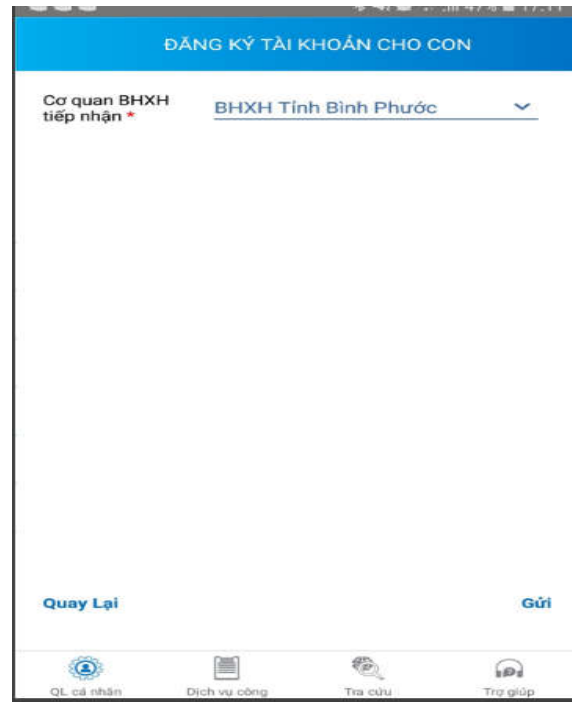 ĐĂNG KÝ TÀI KHOẢN CHO CON
Cơ quan BHXH
tiếp nhận *
BHXH Tỉnh Bình Phước
Quay Lại
Gửi
QL cá nhân
Dịch vụ công
Tra cứu
Trợ giúp